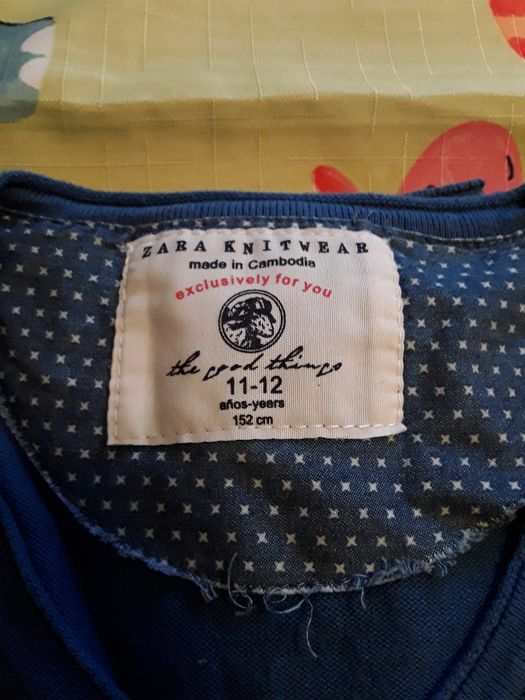 ZARA KNITWEAR
made in Cambodia
exclusively for you
the good things
11-12
años-years
152 cm